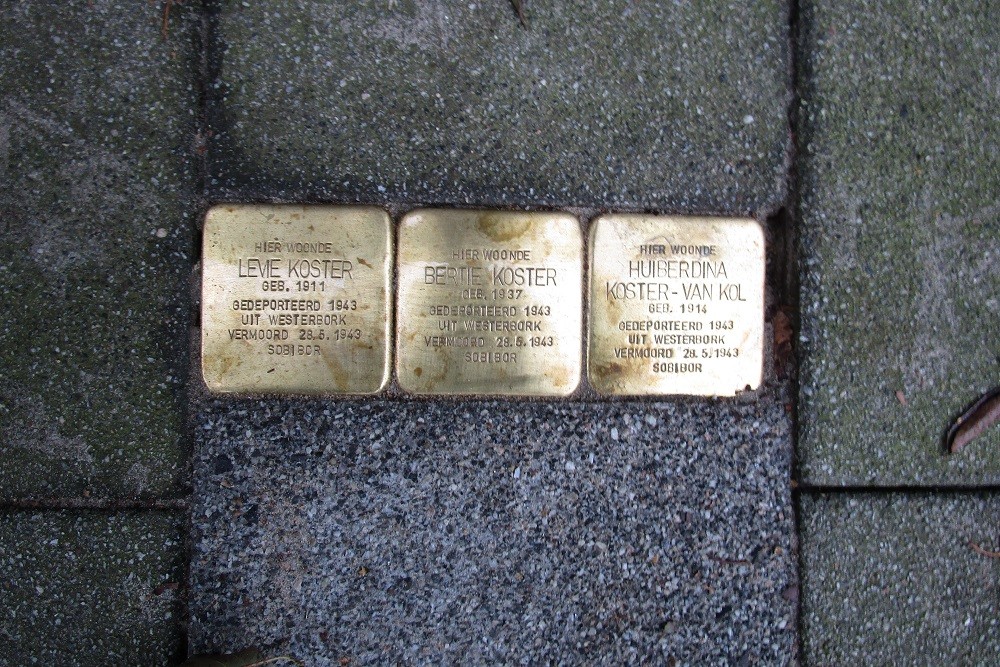 HIER WOONDE
LEVIE KOSTER
GEB. 1911
GEDEPORTEERD 1943
UIT WESTERBORK
VERMOORD 28.5.1943
SOBIBOR
HIER WOONDE
BERTIE KOSTER
GEB. 1937
GEDEPORTEERD 1943
UIT WESTERBORK
VERMOORD 28.5.1943
SOBIBOR
HIER WOONDE
HUIBERDINA
KOSTER-VAN KOL
GEB. 1914
GEDEPORTEERD 1943
UIT WESTERBORK
VERMOORD 28.5.1943
SOBIBOR